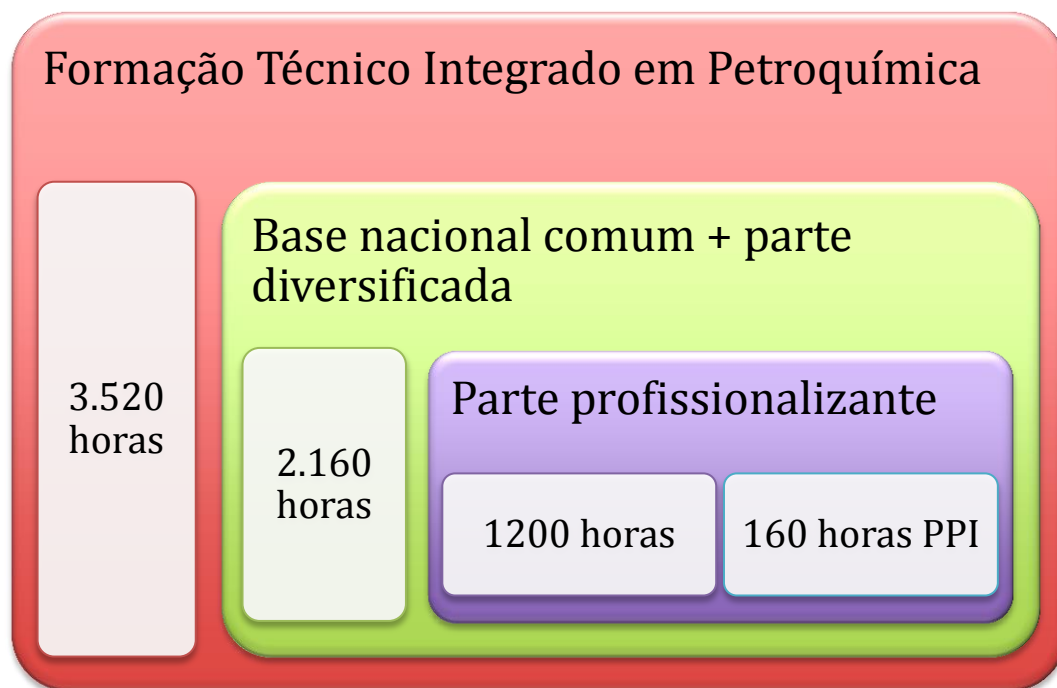 Formação Técnico Integrado em Petroquímica
3.520
horas
Base nacional comum + parte
diversificada
2.160
horas
Parte profissionalizante
1200 horas
160 horas PPI